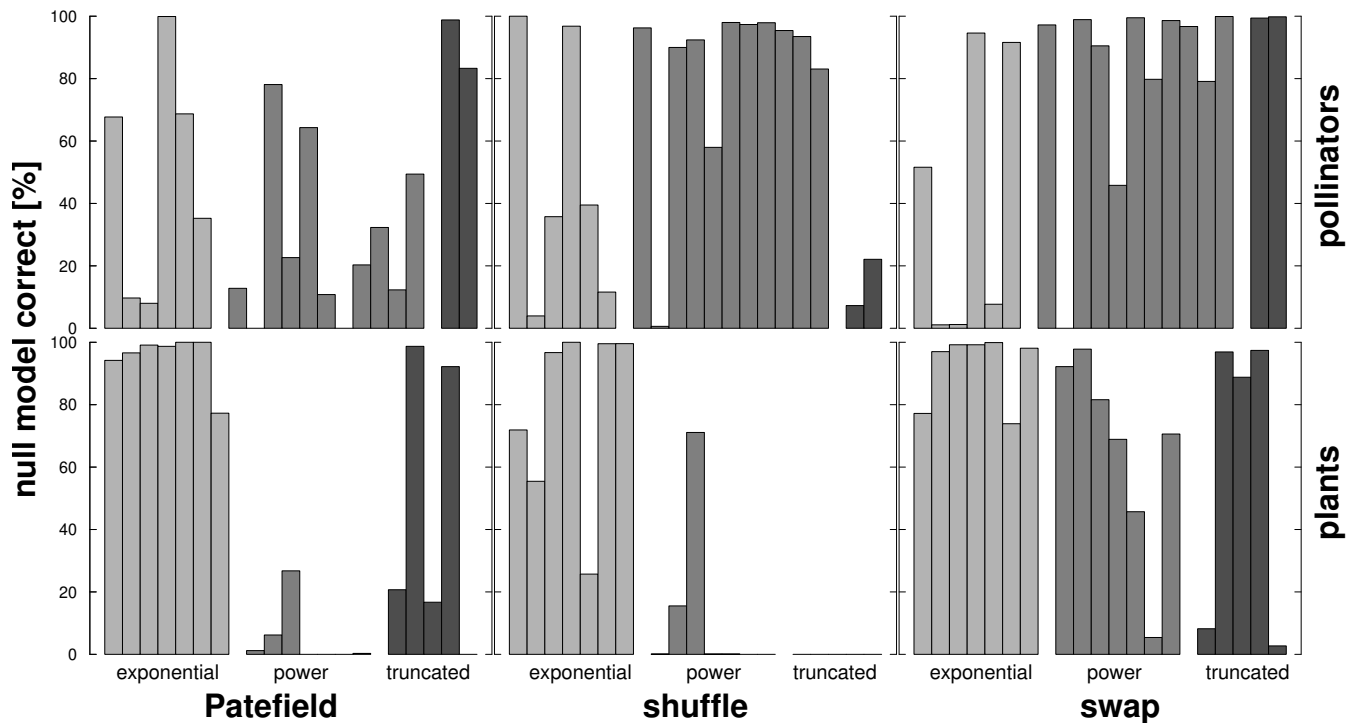 null model correct [%]
100
80
60
40
20
0
pollinators
100
80
60
40
20
0
plants
exponential power truncated exponential power truncated exponential power truncated
Patefield shuffle swap